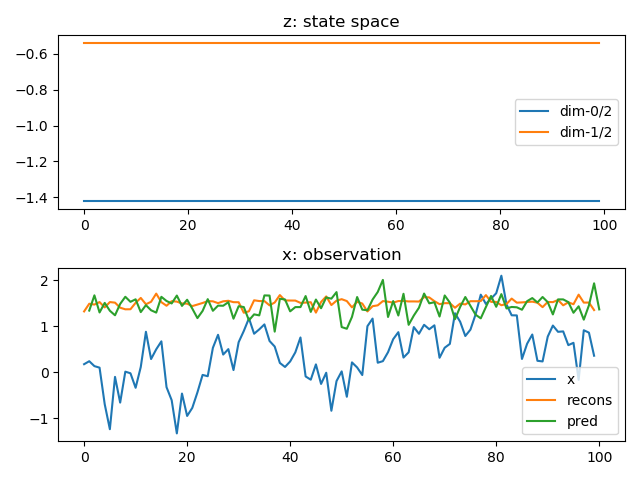 z: state space
−0.6
−0.8
−1.0
−1.2
−1.4
dim-0/2
dim-1/2
0 20 40 60 80 100
x: observation
2
1
0
−1
x
recons
pred
0 20 40 60 80 100